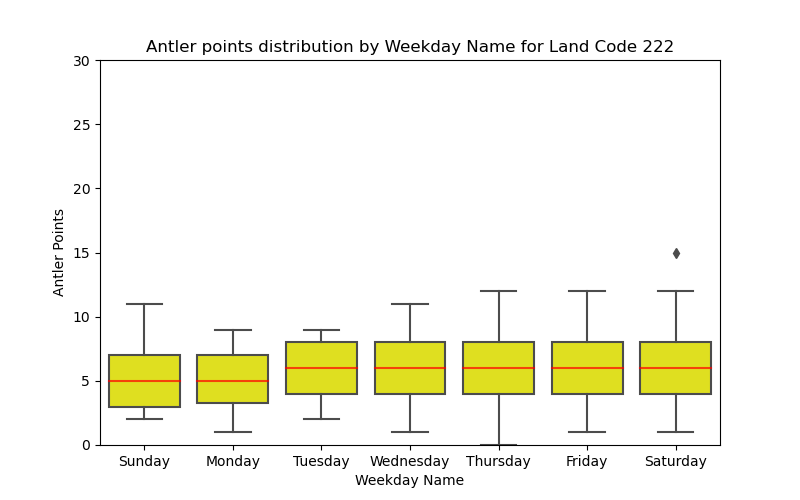 Antler points distribution by Weekday Name for Land Code 222
30
25
20
15
10
5
0
Antler Points
Sunday Monday Tuesday Wednesday Thursday Friday Saturday
Weekday Name